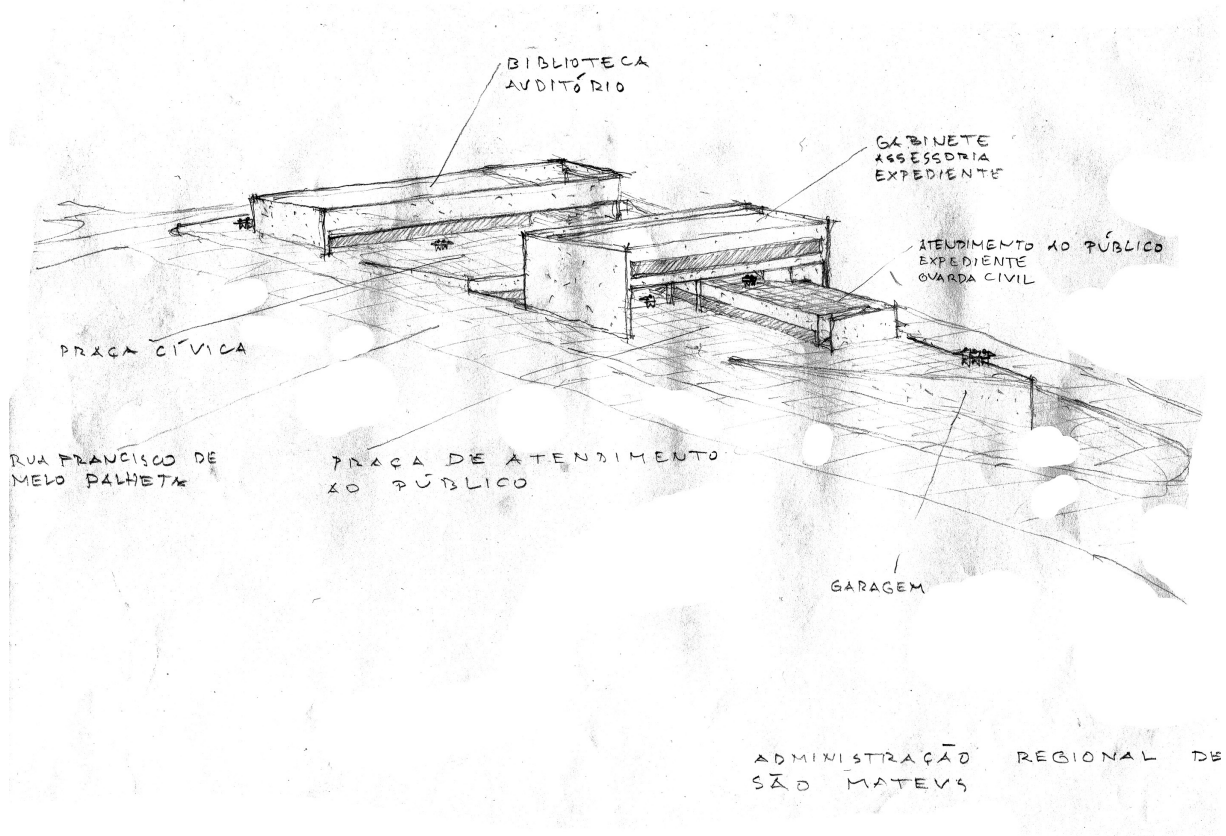 BIBLIOTECA
AUDITÓRIO
GABINETE
ASSESSORIA
EXPEDIENTE
ATENDIMENTO AO PÚBLICO
EXPEDIENTE
GUARDA CIVIL
PRAÇA CÍVICA
RUA FRANCISCO DE
MELO PALHETA
PRAÇA DE ATENDIMENTO
AO PÚBLICO
GARAGEM
ADMINISTRAÇÃO REGIONAL DE
SÃO MATEUS